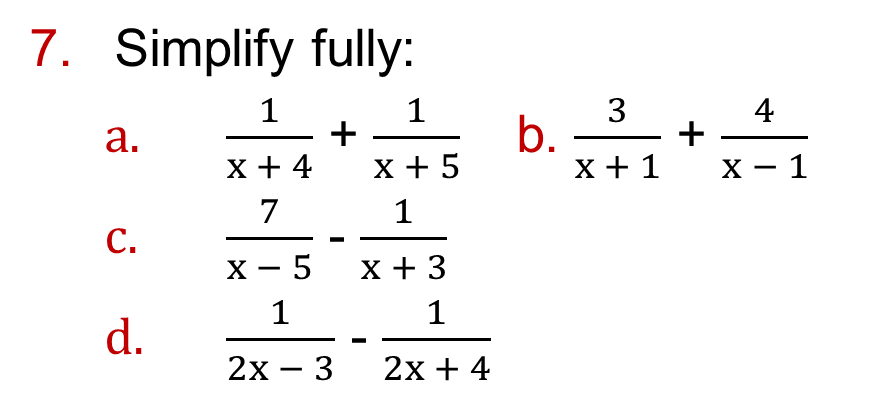 7. Simplify fully:
a. 1/(x + 4) + 1/(x + 5) b. 3/(x + 1) + 4/(x − 1)
c. 7/(x − 5) - 1/(x + 3)
d. 1/(2x − 3) - 1/(2x + 4)